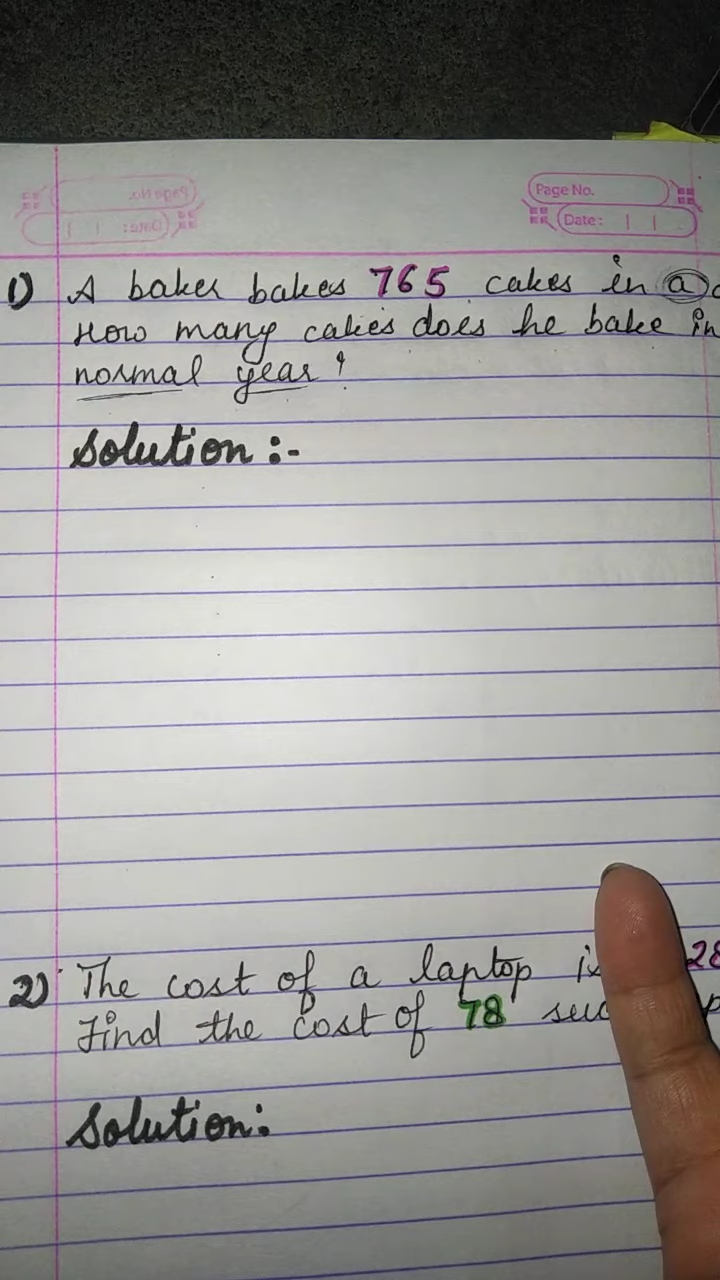 Page No.
Date:
1) A baker bakes 765 cakes in a
How many cakes does he bake in
normal year?
Solution :-
2) The cost of a laptop is 28
Find the cost of 78
Solution: